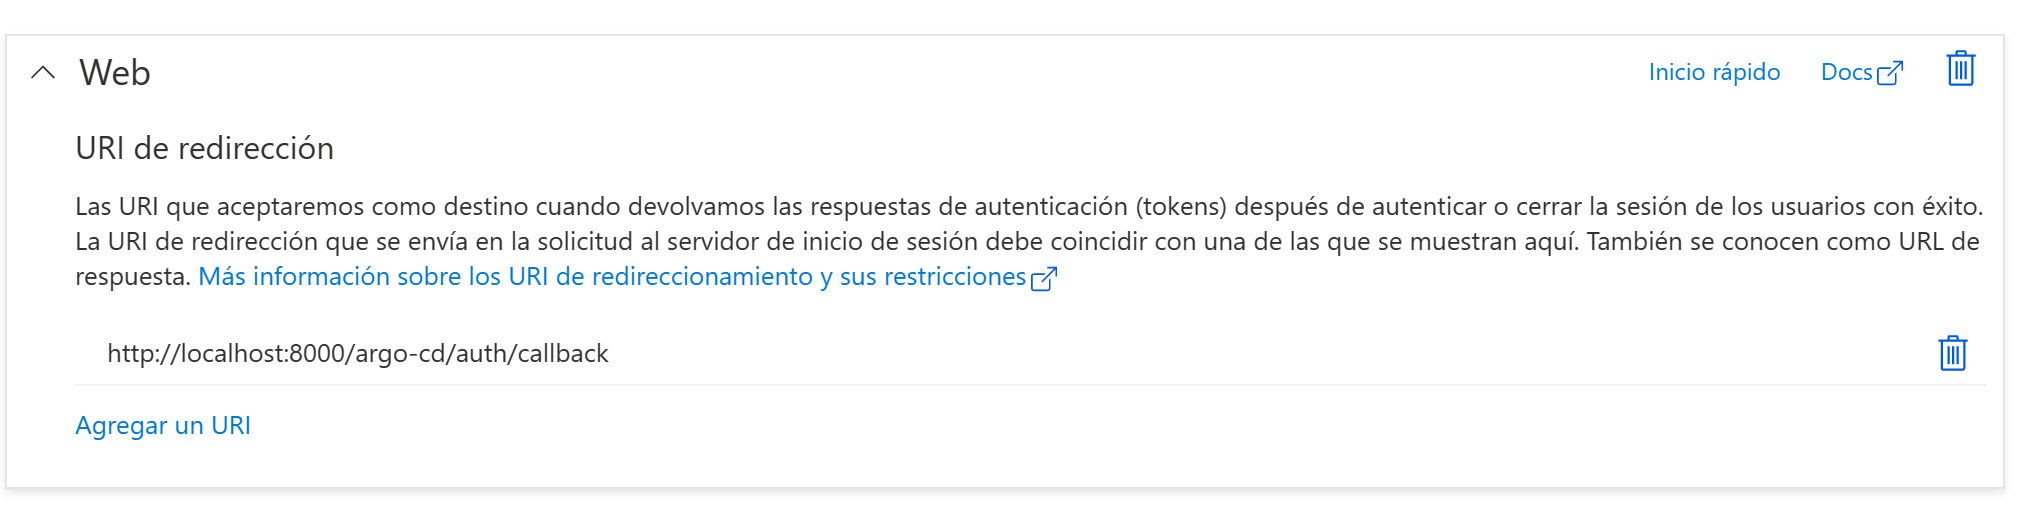 Web
Inicio rápido
Docs
URI de redirección
Las URI que aceptaremos como destino cuando devolvamos las respuestas de autenticación (tokens) después de autenticar o cerrar la sesión de los usuarios con éxito.
La URI de redirección que se envía en la solicitud al servidor de inicio de sesión debe coincidir con una de las que se muestran aquí. También se conocen como URL de
respuesta. Más información sobre los URI de redireccionamiento y sus restricciones
http://localhost:8000/argo-cd/auth/callback
Agregar un URI